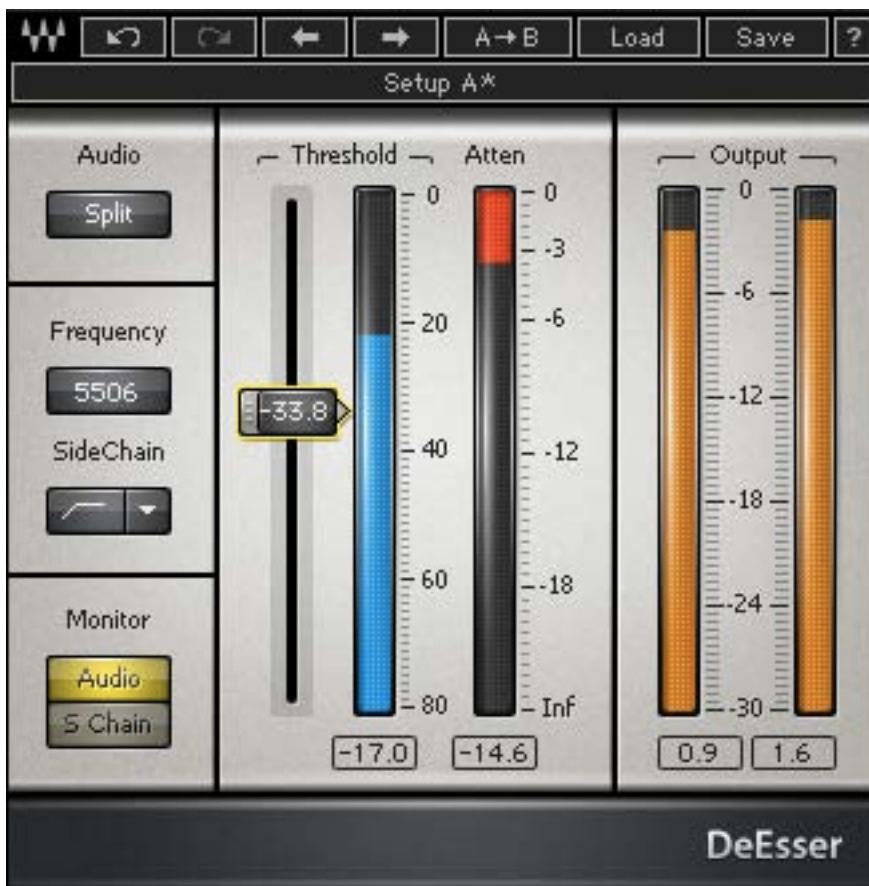 A→B Load Save ?
Setup A*
Audio
Split
Frequency
5506
SideChain
Monitor
Audio
S Chain
Threshold
-33.8
0
20
40
60
80
-17.0
Atten
0
-3
-6
-12
-18
Inf
-14.6
Output
0
-6
-12
-18
-24
-30
0.9 1.6
DeEsser